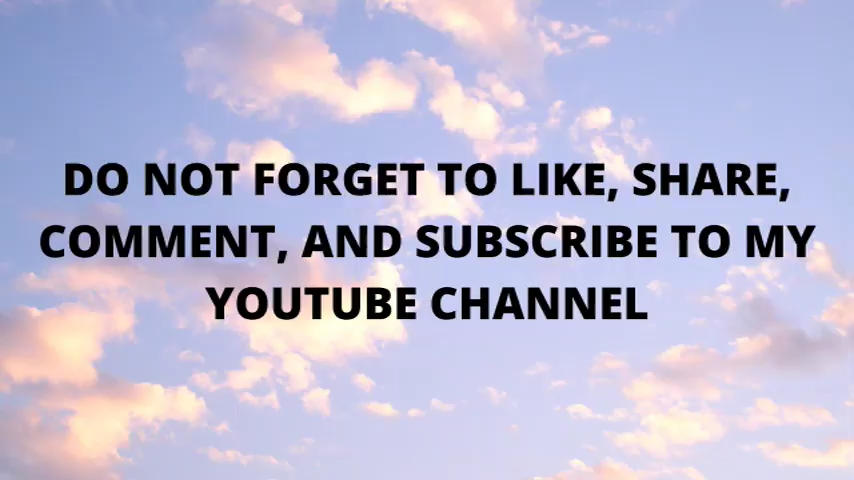 DO NOT FORGET TO LIKE, SHARE,
COMMENT, AND SUBSCRIBE TO MY
YOUTUBE CHANNEL